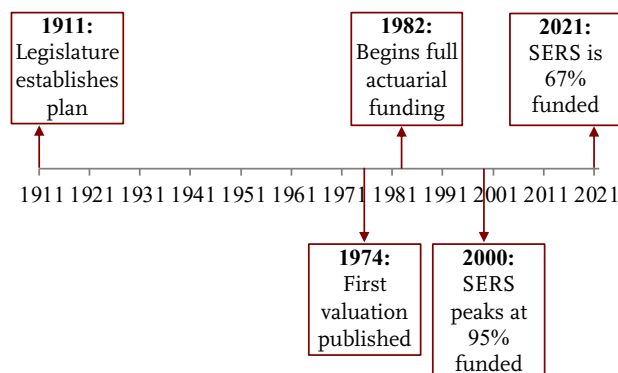 1911:
Legislature
establishes
plan
1982:
Begins full
actuarial
funding
2021:
SERS is
67%
funded
1911 1921 1931 1941 1951 1961 1971 1981 1991 2001 2011 2021
1974:
First
valuation
published
2000:
SERS
peaks at
95%
funded